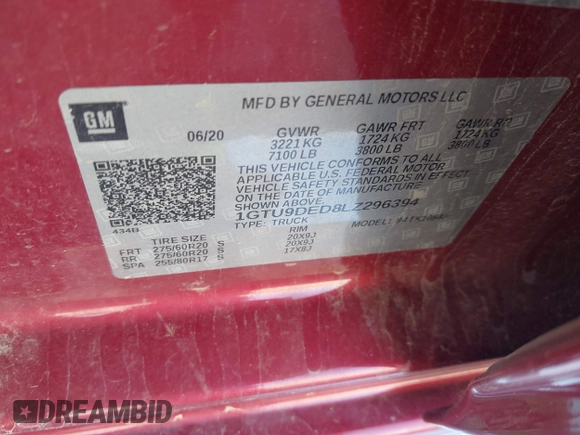 GM
MFD BY GENERAL MOTORS LLC
06/20 GVWR GAWR FRT GAWR RR
3221 KG 1724 KG 1724 KG
7100 LB 3800 LB 3800 LB
THIS VEHICLE CONFORMS TO ALL
APPLICABLE U.S. FEDERAL MOTOR
VEHICLE SAFETY STANDARDS IN EFFECT
ON THE DATE OF MANUFACTURE
SHOWN ABOVE.
1GTU9DED8LZ296394
TYPE: TRUCK MODEL:
434B
TIRE SIZE RIM
FRT 275/60R20 S 20X9J
RR 275/60R20 S 20X9J
SPA 255/80R17 S 17X8J
DREAMBID